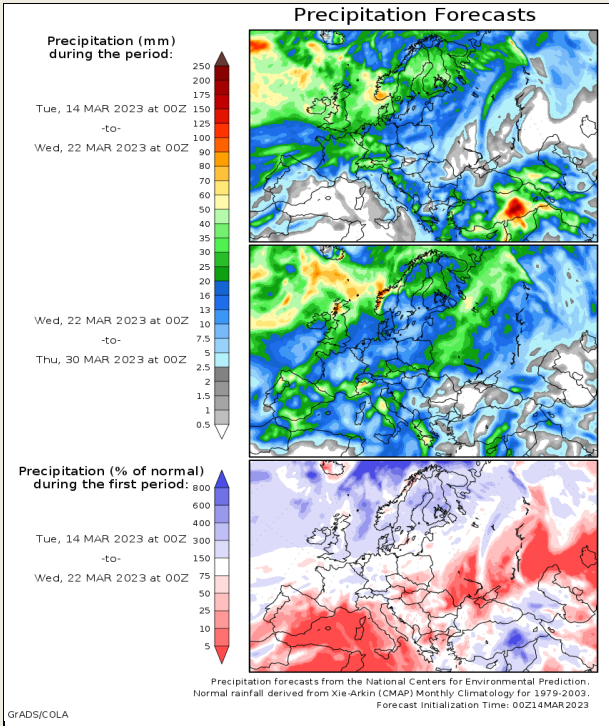 Precipitation Forecasts
Precipitation (mm)
during the period:
Tue, 14 MAR 2023 at 00Z
-to-
Wed, 22 MAR 2023 at 00Z
250
200
175
150
125
100
90
80
70
60
50
40
35
30
25
20
16
13
10
7.5
5
2.5
2
1.5
1
0.5
Wed, 22 MAR 2023 at 00Z
-to-
Thu, 30 MAR 2023 at 00Z
Precipitation (% of normal)
during the first period:
Tue, 14 MAR 2023 at 00Z
-to-
Wed, 22 MAR 2023 at 00Z
800
600
400
300
150
75
50
25
10
5
Precipitation forecasts from the National Centers for Environmental Prediction.
Normal rainfall derived from Xie-Arkin (CMAP) Monthly Climatology for 1979-2003.
Forecast Initialization Time: 00Z14MAR2023
GrADS/COLA